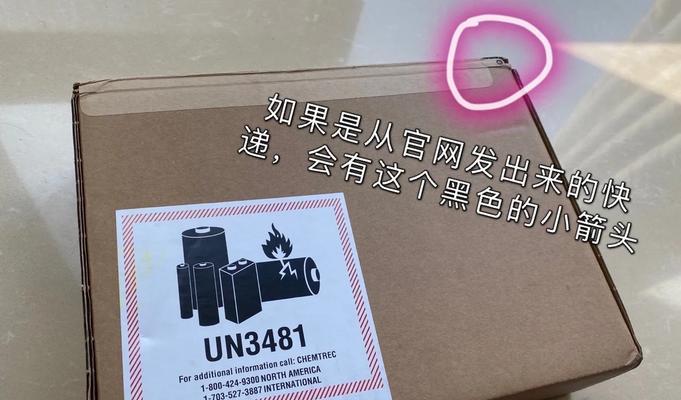 如果是从官网发出来的快
递，会有这个黑色的小箭头
UN3481
For additional information call: CHEMTREC
1-800-424-9300 NORTH AMERICA
1-703-527-3887 INTERNATIONAL